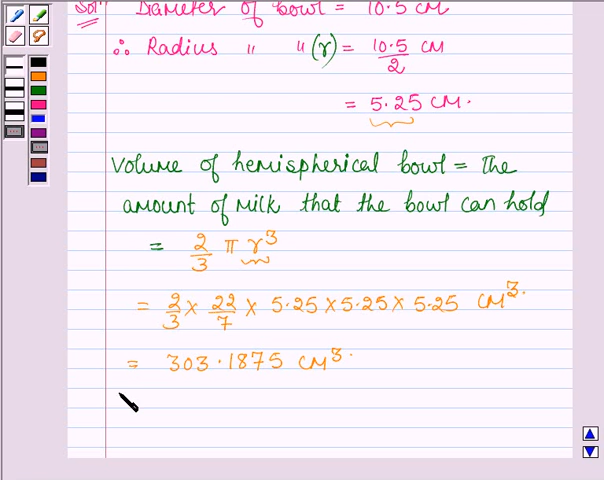 Sol: Diameter of bowl = 10.5 CM
∴ Radius " " (r) = 10.5/2 CM
= 5.25 CM.
Volume of hemispherical bowl = The
amount of milk that the bowl can hold
= 2/3 π r³
= 2/3 × 22/7 × 5.25 × 5.25 × 5.25 CM³.
= 303.1875 CM³.